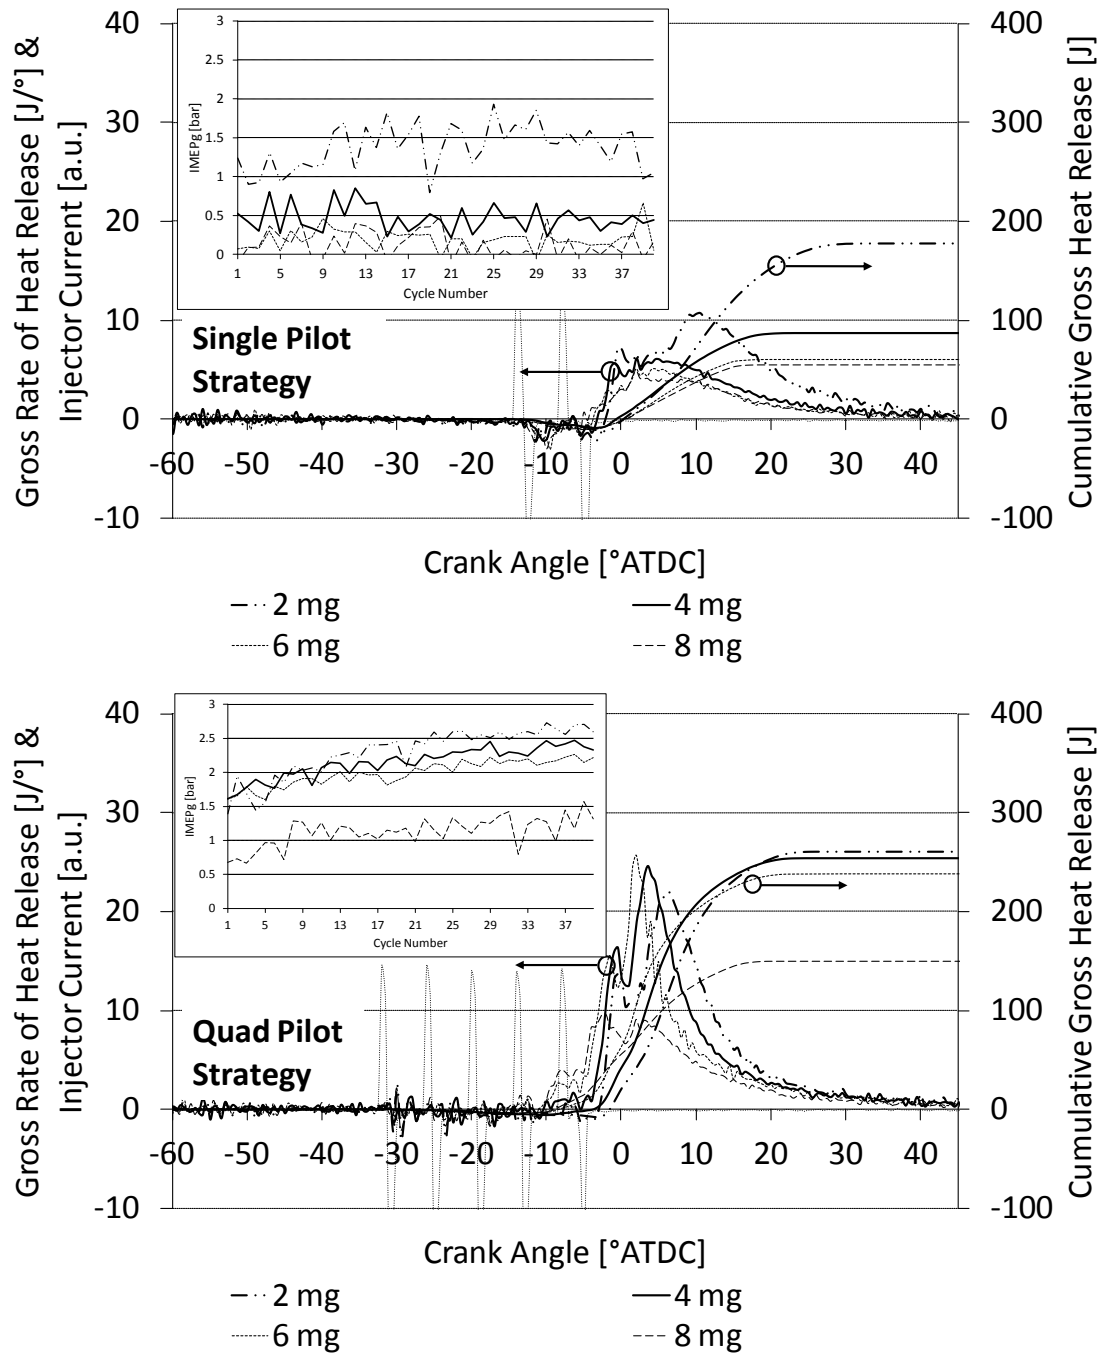 Gross Rate of Heat Release [J/°] &
Injector Current [a.u.]
40
30
20
10
0
-10
400
300
200
100
0
-100
Cumulative Gross Heat Release [J]
IMEPg [bar]
3
2.5
2
1.5
1
0.5
0
1 5 9 13 17 21 25 29 33 37
Cycle Number
Single Pilot
Strategy
-60 -50 -40 -30 -20 -10 0 10 20 30 40
Crank Angle [°ATDC]
2 mg 4 mg
6 mg 8 mg
Gross Rate of Heat Release [J/°] &
Injector Current [a.u.]
40
30
20
10
0
-10
400
300
200
100
0
-100
Cumulative Gross Heat Release [J]
IMEPg [bar]
3
2.5
2
1.5
1
0.5
0
1 5 9 13 17 21 25 29 33 37
Cycle Number
Quad Pilot
Strategy
-60 -50 -40 -30 -20 -10 0 10 20 30 40
Crank Angle [°ATDC]
2 mg 4 mg
6 mg 8 mg